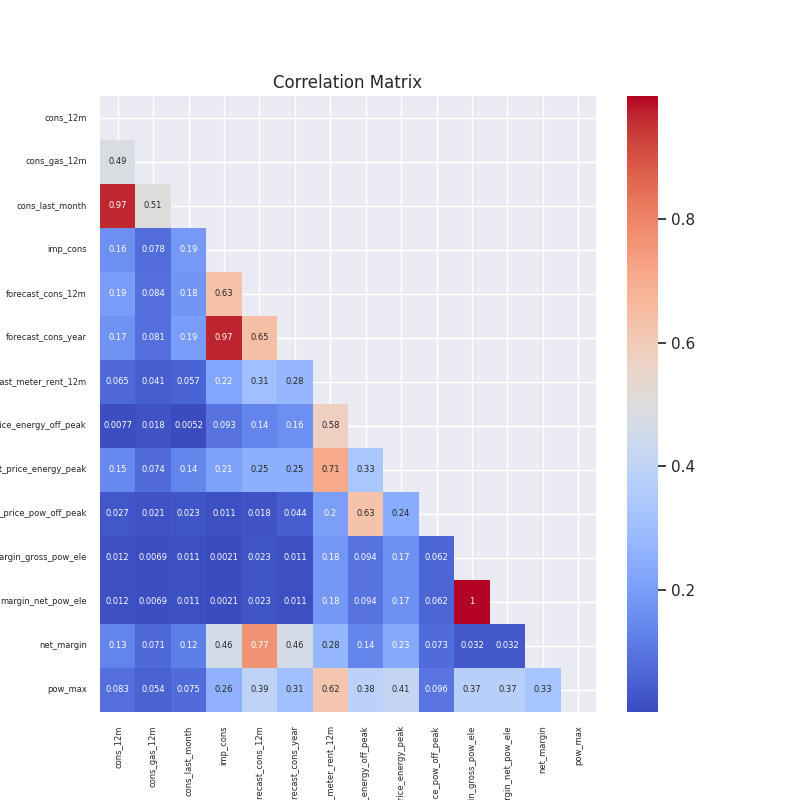 Correlation Matrix
cons_12m
cons_gas_12m 0.49
cons_last_month 0.97 0.51
imp_cons 0.16 0.078 0.19
forecast_cons_12m 0.19 0.084 0.18 0.63
forecast_cons_year 0.17 0.081 0.19 0.97 0.65
ast_meter_rent_12m 0.065 0.041 0.057 0.22 0.31 0.28
ice_energy_off_peak 0.0077 0.018 0.0052 0.093 0.14 0.16 0.58
t_price_energy_peak 0.15 0.074 0.14 0.21 0.25 0.25 0.71 0.33
_price_pow_off_peak 0.027 0.021 0.023 0.011 0.018 0.044 0.2 0.63 0.24
argin_gross_pow_ele 0.012 0.0069 0.011 0.0021 0.023 0.011 0.18 0.094 0.17 0.062
margin_net_pow_ele 0.012 0.0069 0.011 0.0021 0.023 0.011 0.18 0.094 0.17 0.062 1
net_margin 0.13 0.071 0.12 0.46 0.77 0.46 0.28 0.14 0.23 0.073 0.032 0.032
pow_max 0.083 0.054 0.075 0.26 0.39 0.31 0.62 0.38 0.41 0.096 0.37 0.37 0.33
cons_12m
cons_gas_12m
cons_last_month
imp_cons
recast_cons_12m
recast_cons_year
_meter_rent_12m
_energy_off_peak
rice_energy_peak
ce_pow_off_peak
in_gross_pow_ele
rgin_net_pow_ele
net_margin
pow_max
0.8
0.6
0.4
0.2